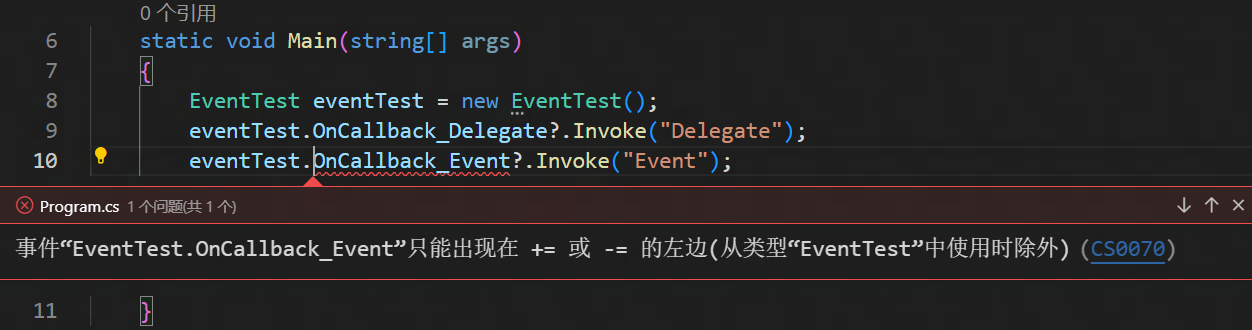 0 个引用
6 static void Main(string[] args)
7 {
8 EventTest eventTest = new EventTest();
9 eventTest.OnCallback_Delegate?.Invoke("Delegate");
10 eventTest.OnCallback_Event?.Invoke("Event");
Program.cs 1 个问题(共 1 个)
事件“EventTest.OnCallback_Event”只能出现在 += 或 -= 的左边(从类型“EventTest”中使用时除外) (CS0070)
11 }